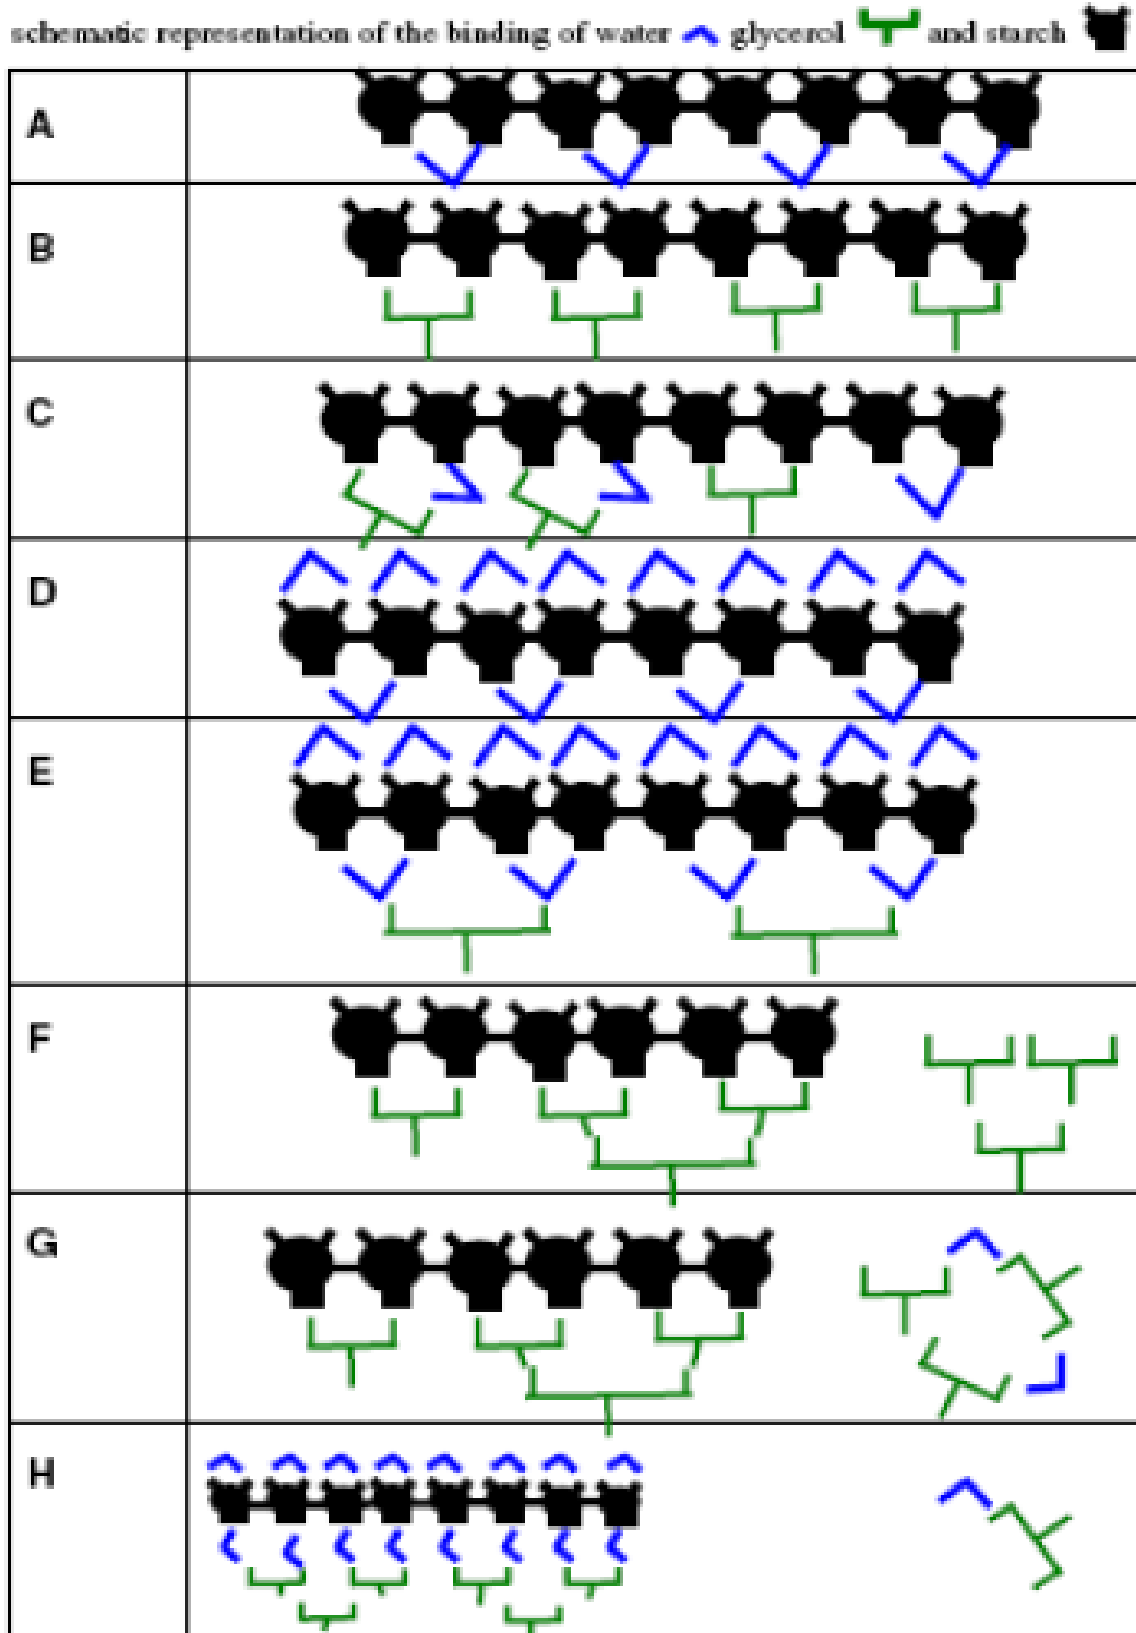 schematic representation of the binding of water glycerol and starch
A
B
C
D
E
F
G
H